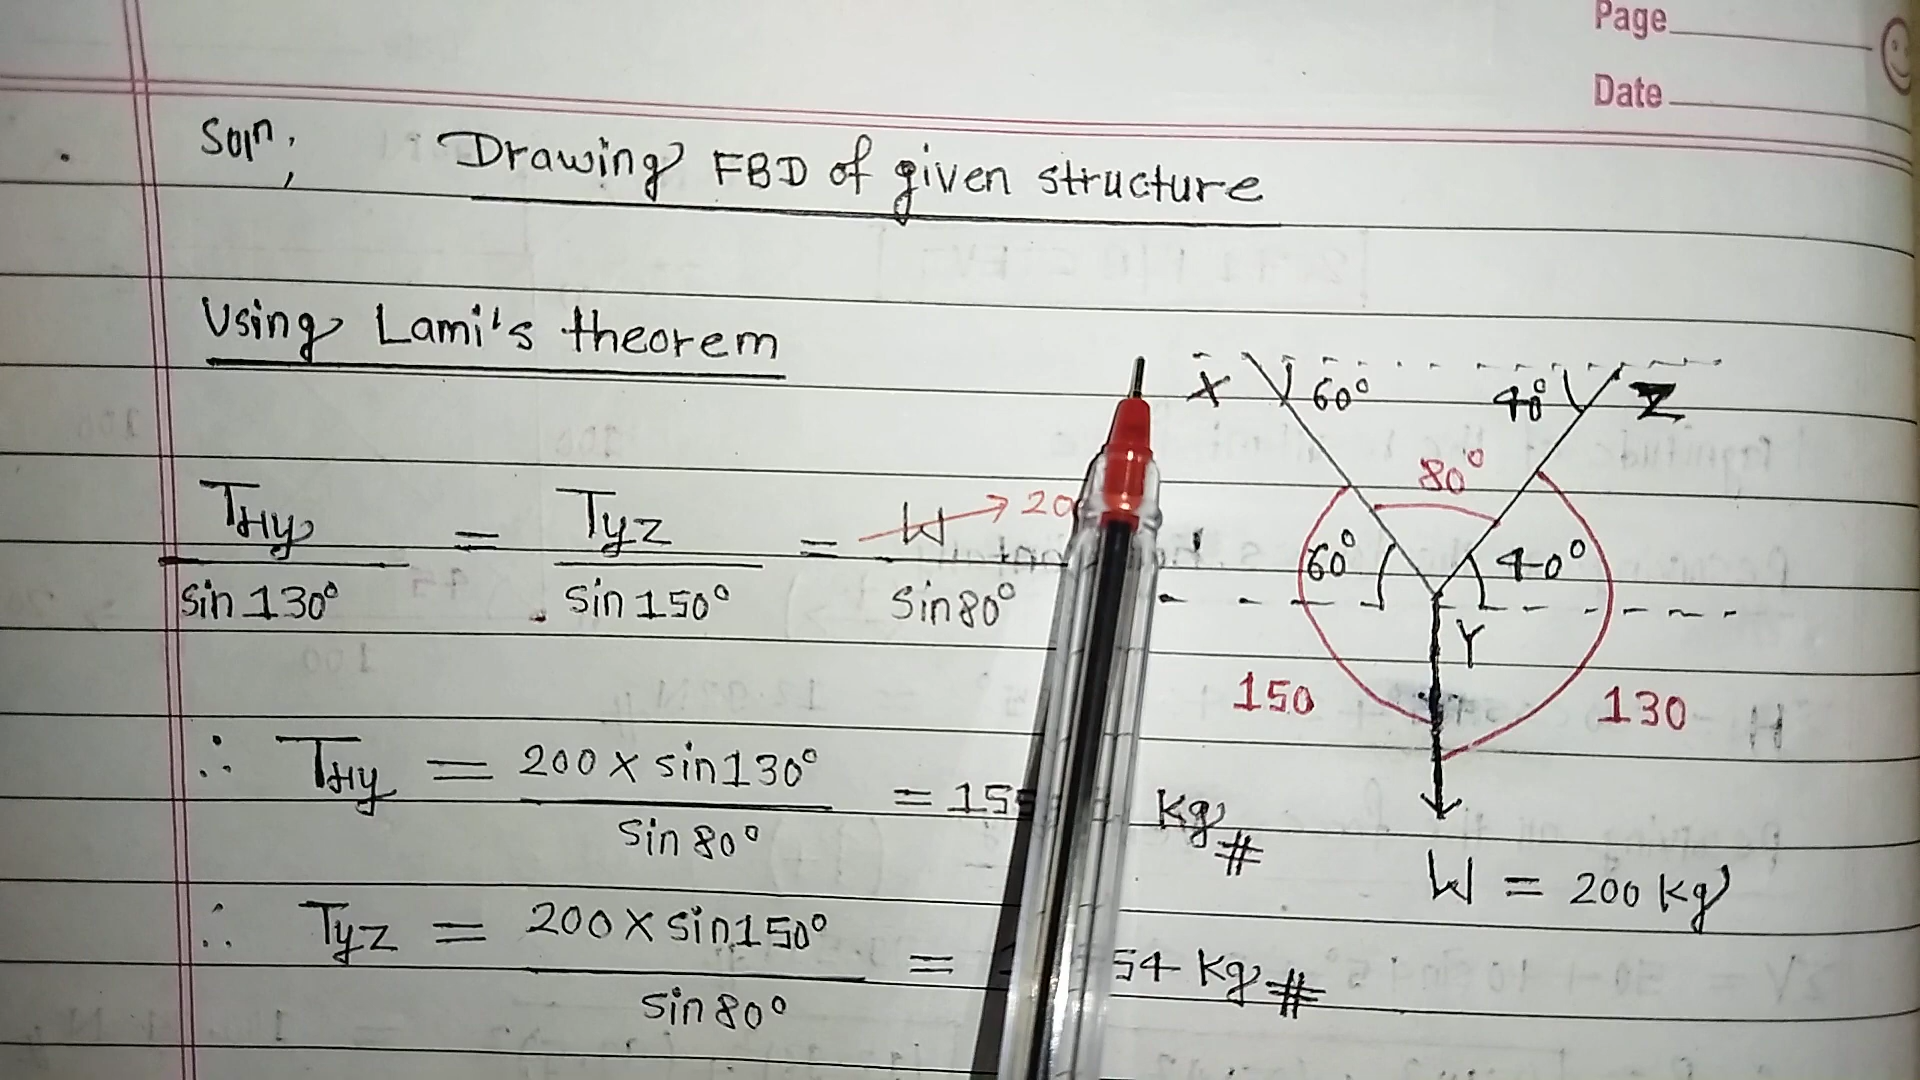 Page
Date
Soln, Drawing FBD of given structure
Using Lami's theorem
X 60° 40° Z
80°
THy / sin 130° = Tyz / sin 150° = W → 20 / sin 80°
60° 40°
Y
150 130
∴ THy = 200 x sin 130° / sin 80° = 15 Kg #
W = 200 kg
∴ Tyz = 200 x sin 150° / sin 80° = 54 Kg #